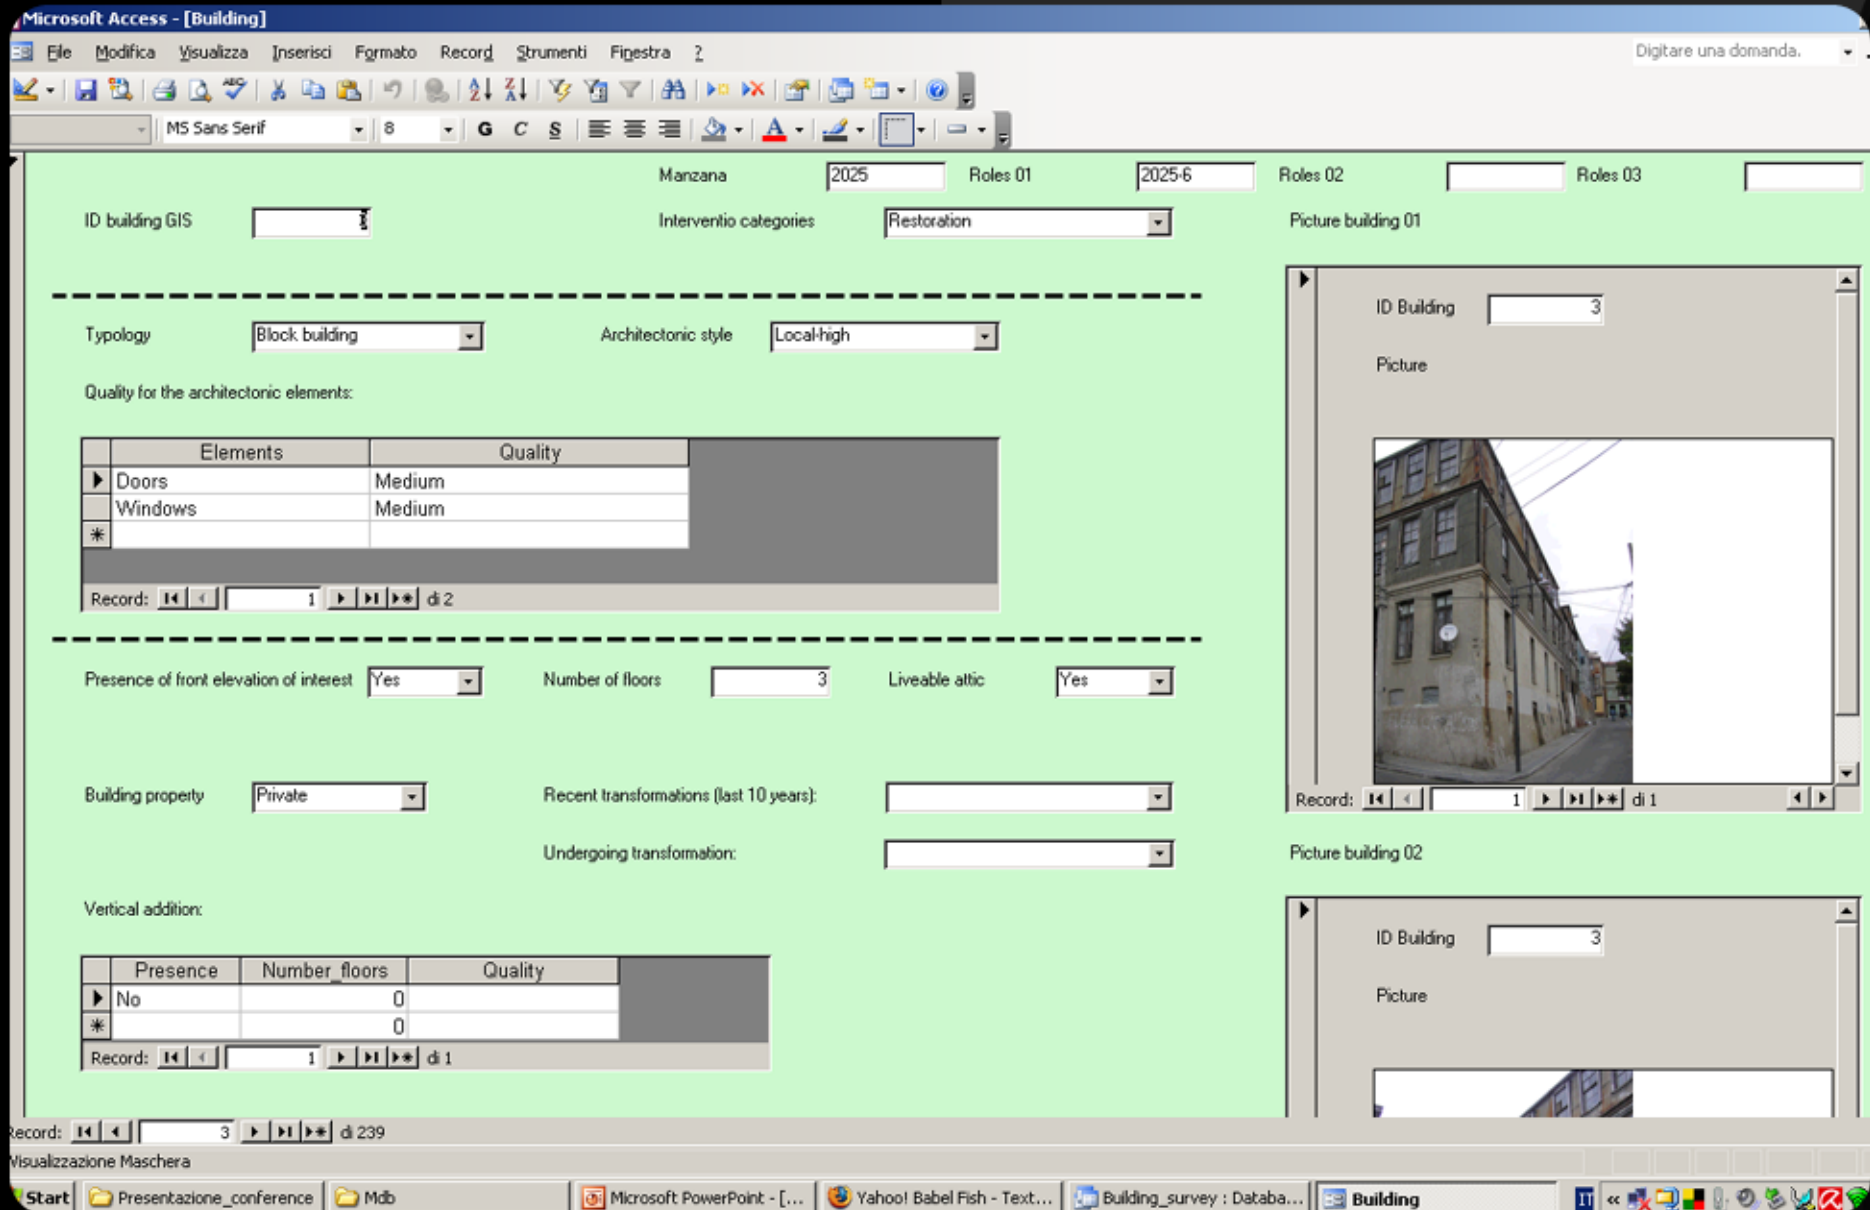 Microsoft Access - [Building]
File Modifica Visualizza Inserisci Formato Record Strumenti Finestra ? Digitare una domanda.
MS Sans Serif 8 G C S
Manzana 2025 Roles 01 2025-6 Roles 02 Roles 03
ID building GIS Interventio categories Restoration Picture building 01
ID Building 3
Typology Block building Architectonic style Local-high
Picture
Quality for the architectonic elements:
Elements Quality
Doors Medium
Windows Medium
Record: 1 di 2
Presence of front elevation of interest Yes Number of floors 3 Liveable attic Yes
Building property Private Recent transformations (last 10 years):
Record: 1 di 1
Undergoing transformation: Picture building 02
Vertical addition:
ID Building 3
Presence Number_floors Quality
No 0
Picture
0
Record: 1 di 1
Record: 3 di 239
Visualizzazione Maschera
Start Presentazione_conference Mdb Microsoft PowerPoint - [... Yahoo! Babel Fish - Text... Building_survey : Databa... Building IT «